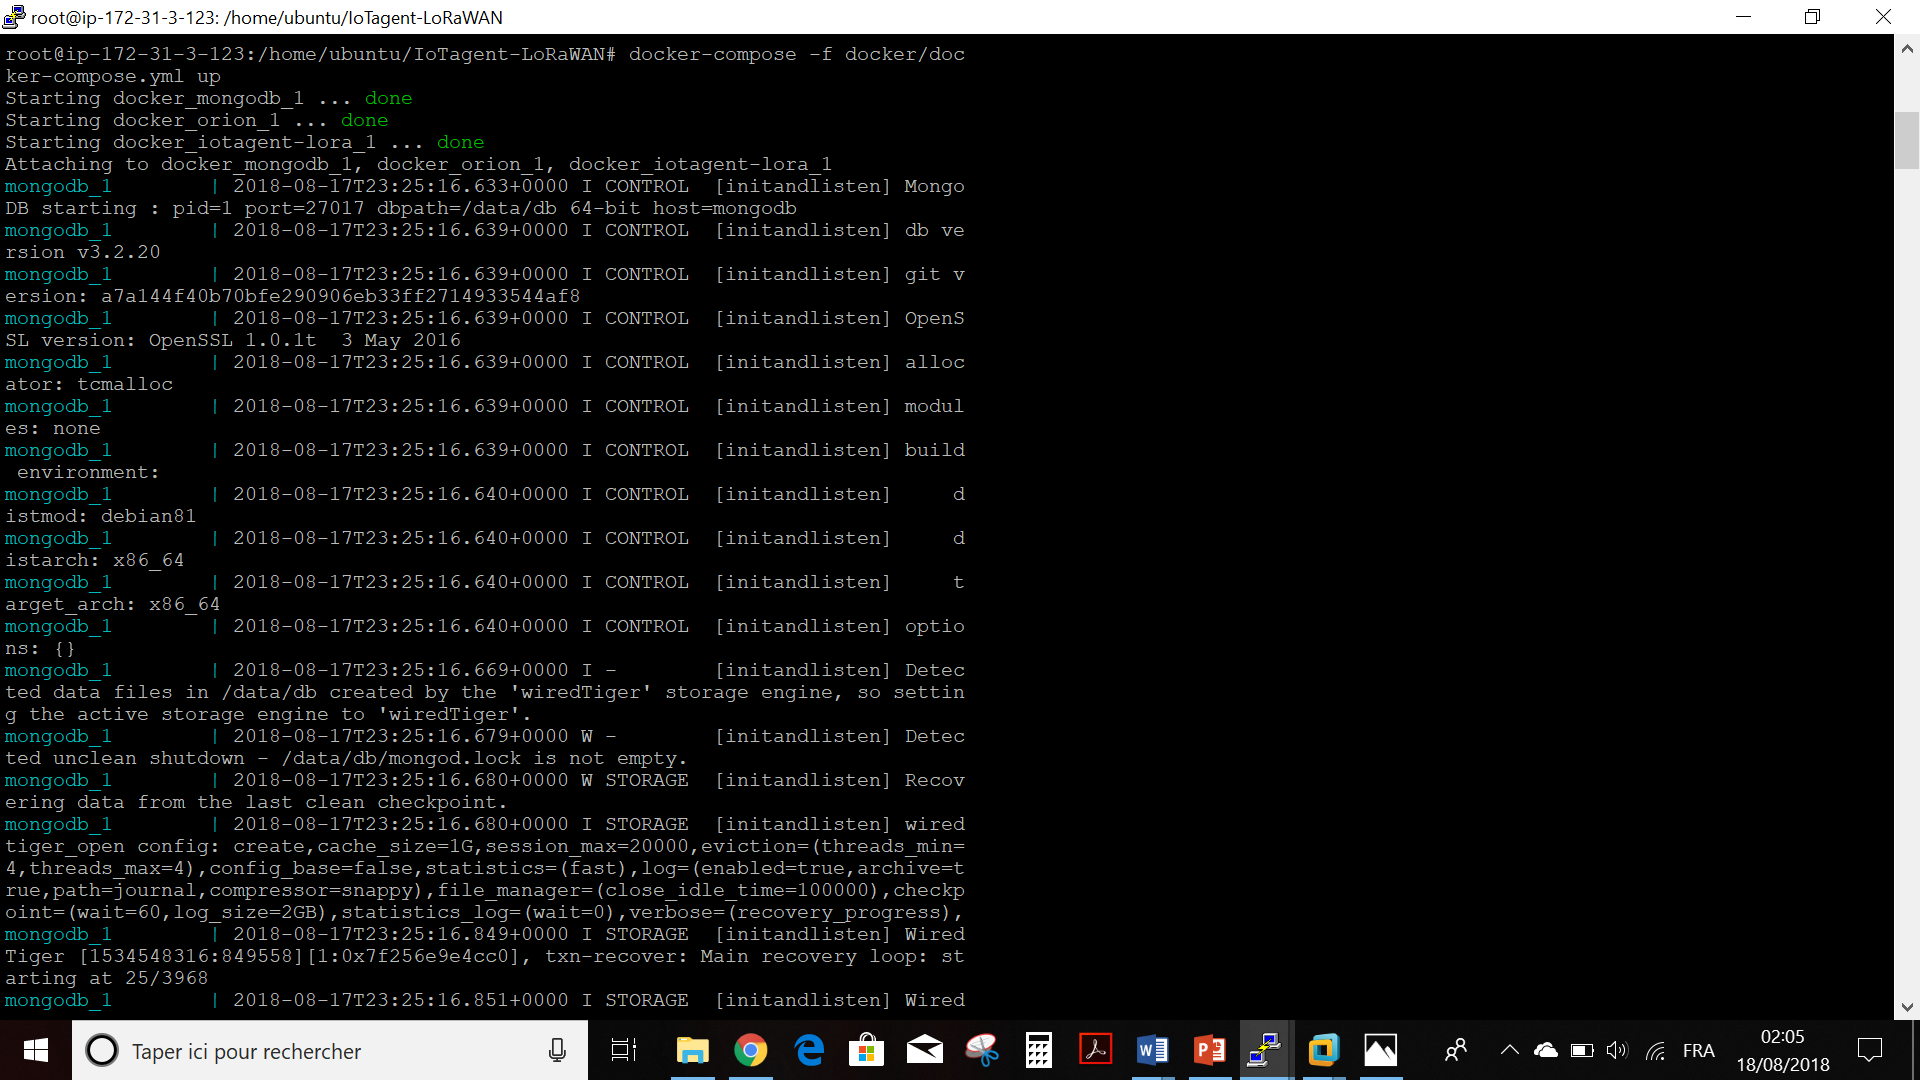 root@ip-172-31-3-123: /home/ubuntu/IoTagent-LoRaWAN
root@ip-172-31-3-123:/home/ubuntu/IoTagent-LoRaWAN# docker-compose -f docker/doc
ker-compose.yml up
Starting docker_mongodb_1 ... done
Starting docker_orion_1 ... done
Starting docker_iotagent-lora_1 ... done
Attaching to docker_mongodb_1, docker_orion_1, docker_iotagent-lora_1
mongodb_1 | 2018-08-17T23:25:16.633+0000 I CONTROL [initandlisten] Mongo
DB starting : pid=1 port=27017 dbpath=/data/db 64-bit host=mongodb
mongodb_1 | 2018-08-17T23:25:16.639+0000 I CONTROL [initandlisten] db ve
rsion v3.2.20
mongodb_1 | 2018-08-17T23:25:16.639+0000 I CONTROL [initandlisten] git v
ersion: a7a144f40b70bfe290906eb33ff2714933544af8
mongodb_1 | 2018-08-17T23:25:16.639+0000 I CONTROL [initandlisten] OpenS
SL version: OpenSSL 1.0.1t 3 May 2016
mongodb_1 | 2018-08-17T23:25:16.639+0000 I CONTROL [initandlisten] alloc
ator: tcmalloc
mongodb_1 | 2018-08-17T23:25:16.639+0000 I CONTROL [initandlisten] modul
es: none
mongodb_1 | 2018-08-17T23:25:16.639+0000 I CONTROL [initandlisten] build
environment:
mongodb_1 | 2018-08-17T23:25:16.640+0000 I CONTROL [initandlisten] d
istmod: debian81
mongodb_1 | 2018-08-17T23:25:16.640+0000 I CONTROL [initandlisten] d
istarch: x86_64
mongodb_1 | 2018-08-17T23:25:16.640+0000 I CONTROL [initandlisten] t
arget_arch: x86_64
mongodb_1 | 2018-08-17T23:25:16.640+0000 I CONTROL [initandlisten] optio
ns: {}
mongodb_1 | 2018-08-17T23:25:16.669+0000 I - [initandlisten] Detec
ted data files in /data/db created by the 'wiredTiger' storage engine, so settin
g the active storage engine to 'wiredTiger'.
mongodb_1 | 2018-08-17T23:25:16.679+0000 W - [initandlisten] Detec
ted unclean shutdown - /data/db/mongod.lock is not empty.
mongodb_1 | 2018-08-17T23:25:16.680+0000 W STORAGE [initandlisten] Recov
ering data from the last clean checkpoint.
mongodb_1 | 2018-08-17T23:25:16.680+0000 I STORAGE [initandlisten] wired
tiger_open config: create,cache_size=1G,session_max=20000,eviction=(threads_min=
4,threads_max=4),config_base=false,statistics=(fast),log=(enabled=true,archive=t
rue,path=journal,compressor=snappy),file_manager=(close_idle_time=100000),checkp
oint=(wait=60,log_size=2GB),statistics_log=(wait=0),verbose=(recovery_progress),
mongodb_1 | 2018-08-17T23:25:16.849+0000 I STORAGE [initandlisten] Wired
Tiger [1534548316:849558][1:0x7f256e9e4cc0], txn-recover: Main recovery loop: st
arting at 25/3968
mongodb_1 | 2018-08-17T23:25:16.851+0000 I STORAGE [initandlisten] Wired
Taper ici pour rechercher
FRA
02:05
18/08/2018